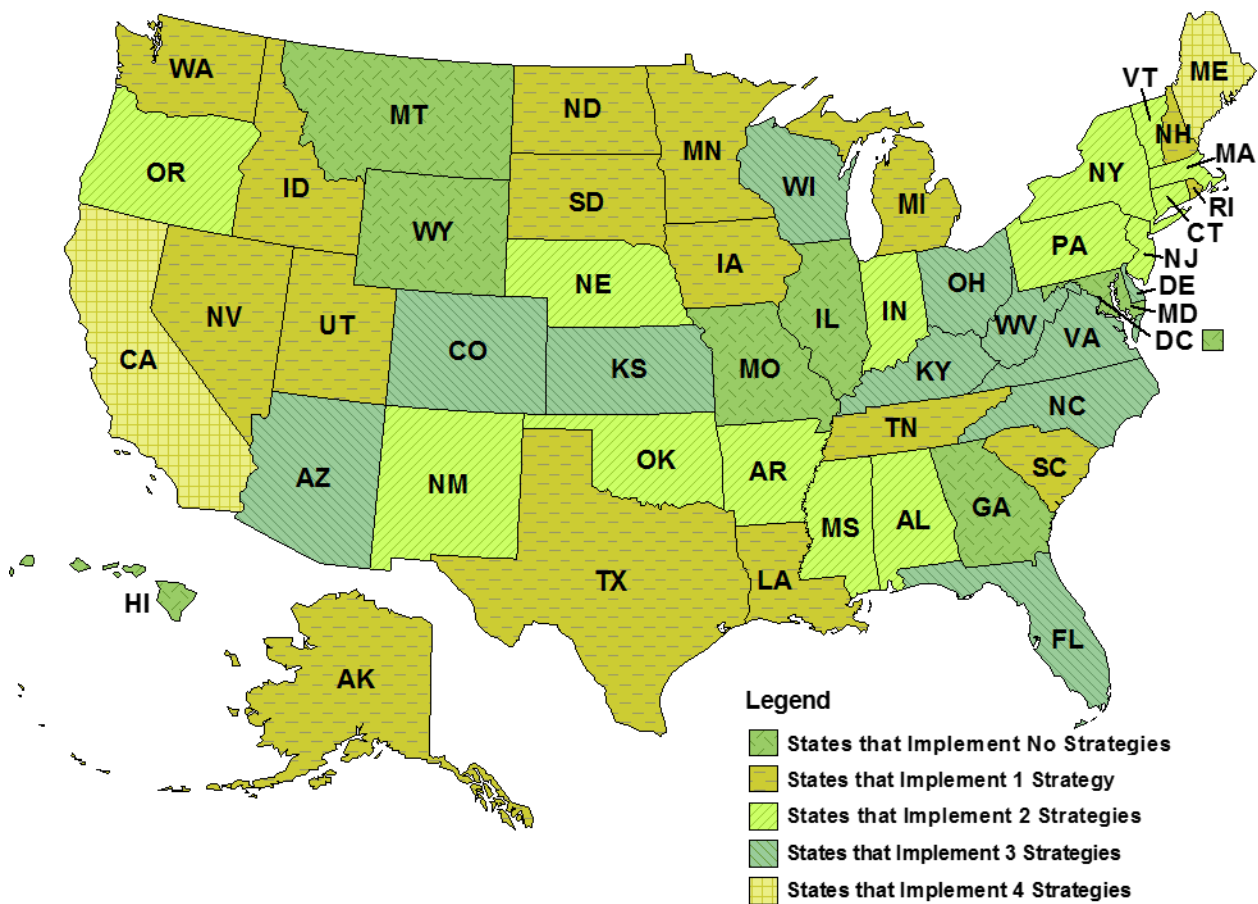 ME
WA
VT
ND
MT
NH
MN
MA
OR
NY
WI
ID
SD
MI
RI
WY
CT
PA
NJ
IA
OH
NE
DE
IN
NV
IL
MD
UT
WV
CO
VA
DC
CA
KS
MO
KY
NC
TN
OK
SC
AZ
AR
NM
GA
MS
AL
TX
LA
HI
FL
AK
Legend
States that Implement No Strategies
States that Implement 1 Strategy
States that Implement 2 Strategies
States that Implement 3 Strategies
States that Implement 4 Strategies